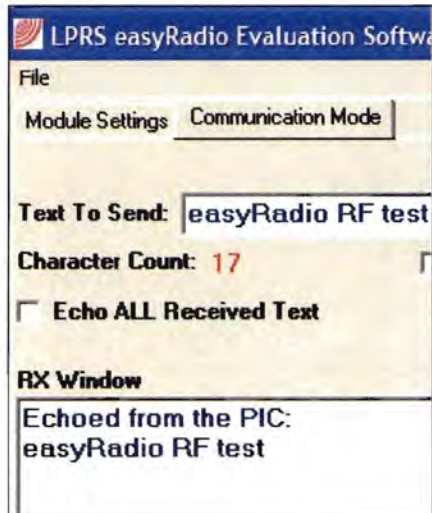 LPRS easyRadio Evaluation Softwa
File
Module Settings Communication Mode
Text To Send: easyRadio RF test
Character Count: 17
Echo ALL Received Text
RX Window
Echoed from the PIC:
easyRadio RF test